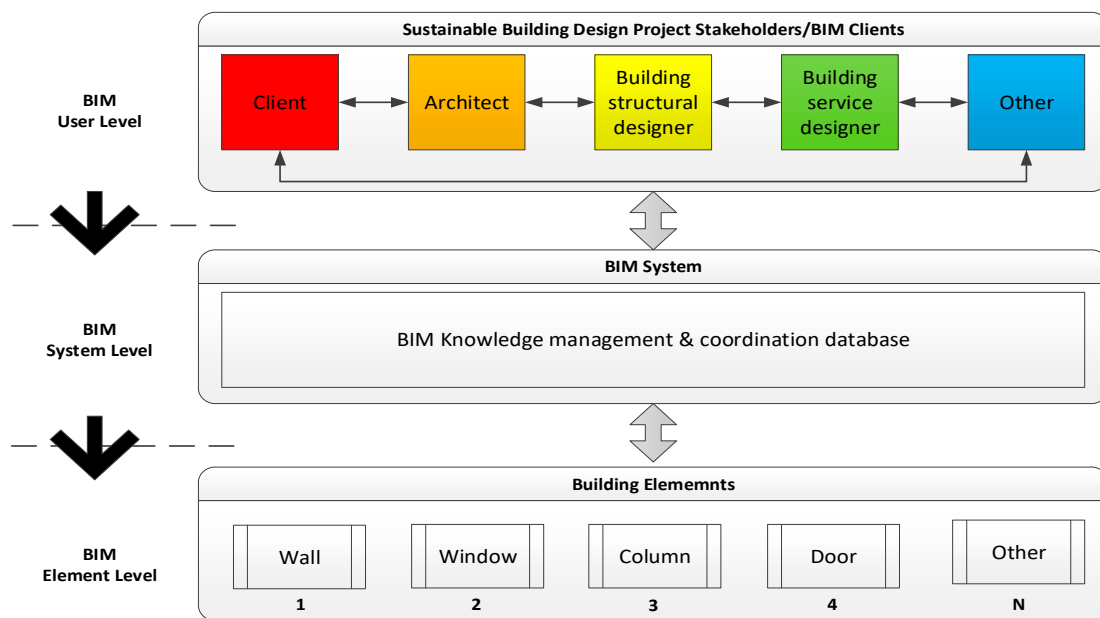 Sustainable Building Design Project Stakeholders/BIM Clients
BIM
User Level
Client
Architect
Building
structural
designer
Building
service
designer
Other
BIM System
BIM
System Level
BIM Knowledge management & coordination database
Building Elememnts
BIM
Element Level
Wall
Window
Column
Door
Other
1
2
3
4
N